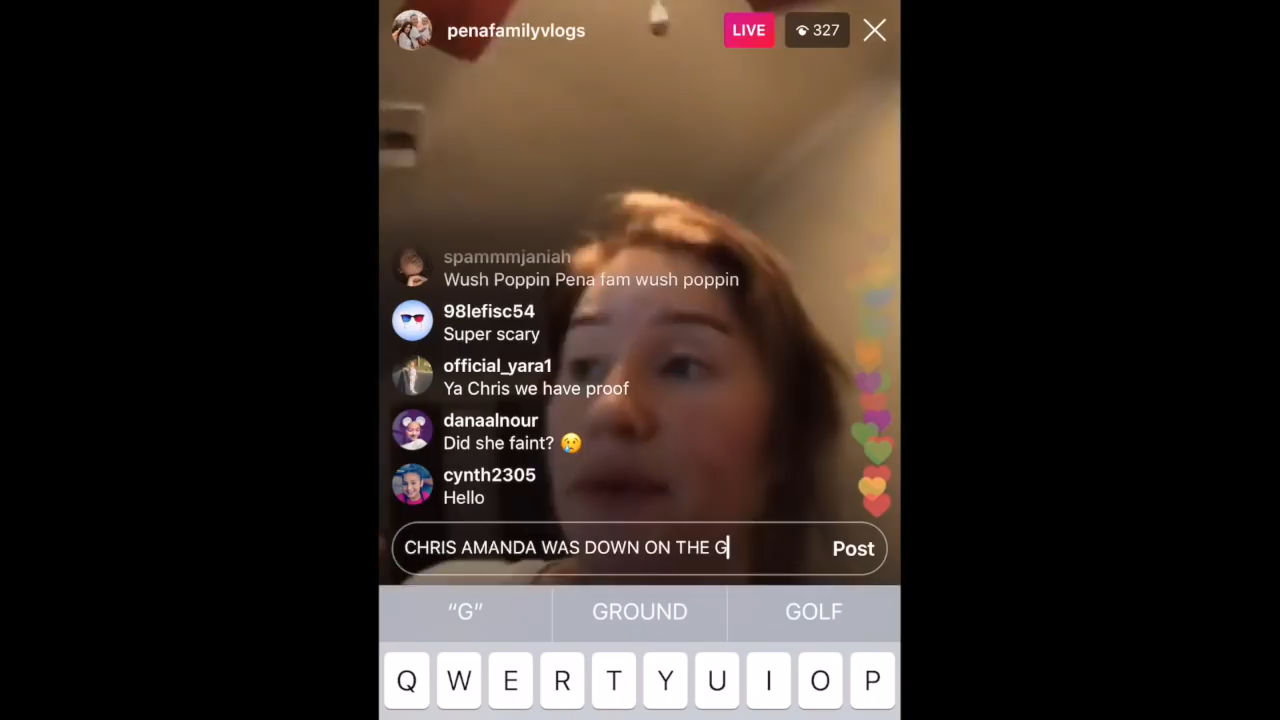 penafamilyvlogs
LIVE
327
spammmjaniah
Wush Poppin Pena fam wush poppin
98lefisc54
Super scary
official_yara1
Ya Chris we have proof
danaalnour
Did she faint? 😢
cynth2305
Hello
CHRIS AMANDA WAS DOWN ON THE G
Post
“G”
GROUND
GOLF
Q W E R T Y U I O P